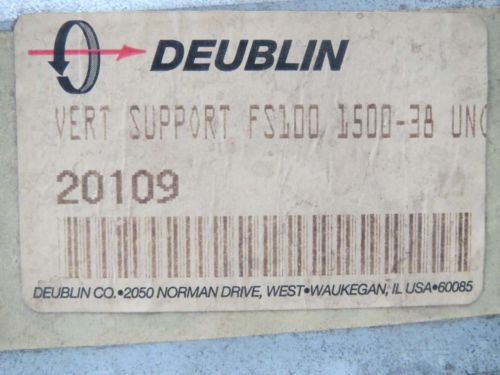 DEUBLIN
VERT SUPPORT FS100 1500-38 UNC
20109
DEUBLIN CO.•2050 NORMAN DRIVE, WEST•WAUKEGAN, IL USA•60085